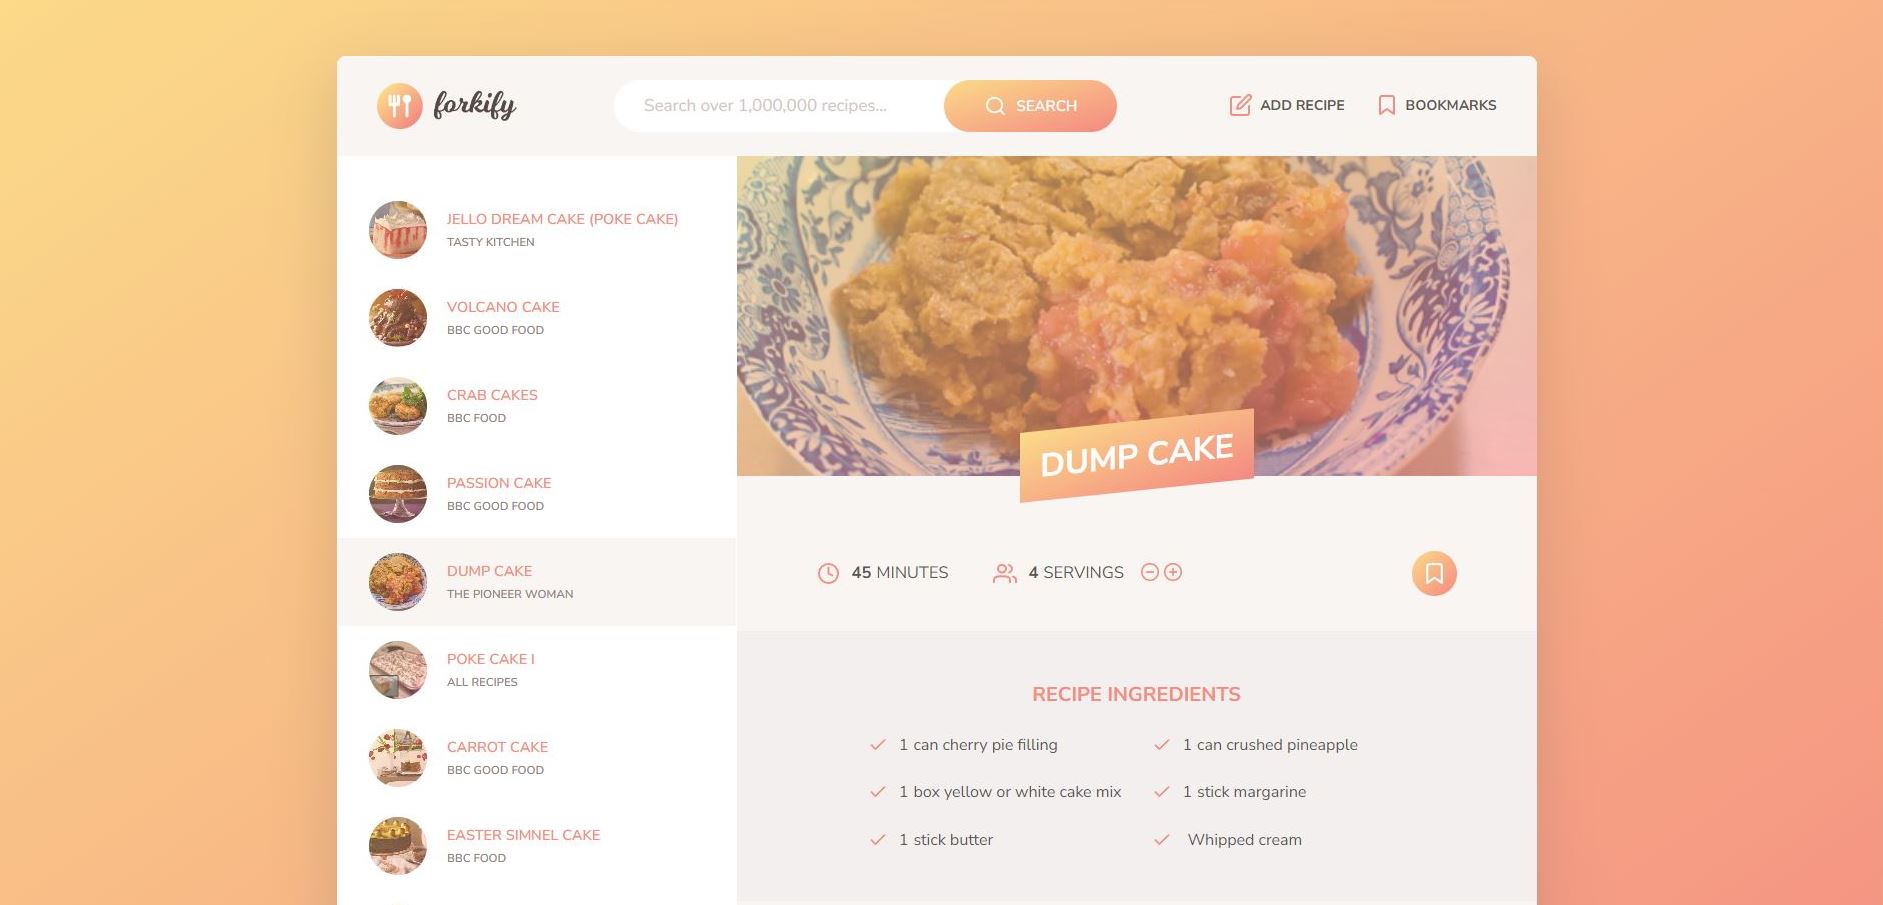 forkify
Search over 1,000,000 recipes...
SEARCH
ADD RECIPE
BOOKMARKS
JELLO DREAM CAKE (POKE CAKE)
TASTY KITCHEN
VOLCANO CAKE
BBC GOOD FOOD
CRAB CAKES
BBC FOOD
PASSION CAKE
BBC GOOD FOOD
DUMP CAKE
THE PIONEER WOMAN
POKE CAKE I
ALL RECIPES
CARROT CAKE
BBC GOOD FOOD
EASTER SIMNEL CAKE
BBC FOOD
DUMP CAKE
45 MINUTES
4 SERVINGS
RECIPE INGREDIENTS
1 can cherry pie filling
1 can crushed pineapple
1 box yellow or white cake mix
1 stick margarine
1 stick butter
Whipped cream